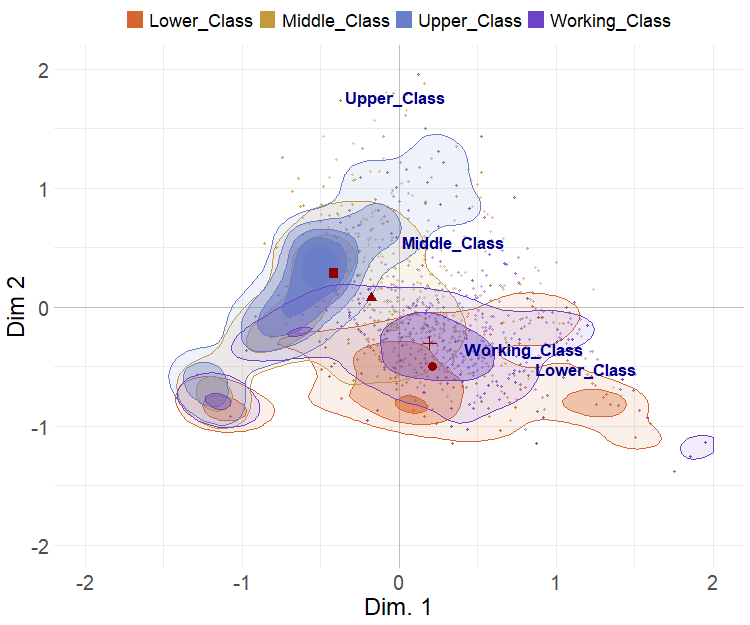 Lower_Class Middle_Class Upper_Class Working_Class
2
Upper_Class
1
Middle_Class
Dim 2
0
Working_Class
Lower_Class
-1
-2
-2 -1 0 1 2
Dim. 1